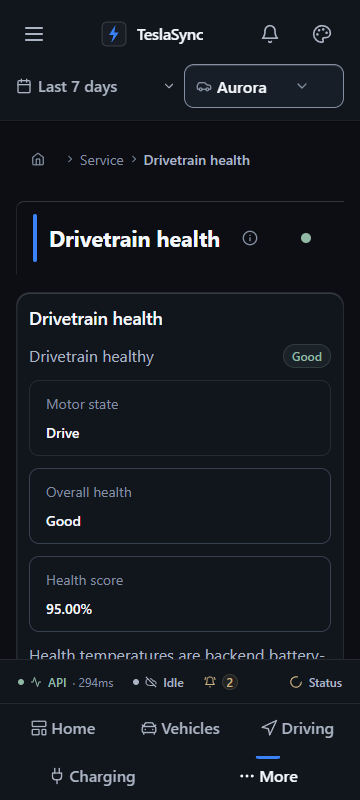 TeslaSync
Last 7 days
Aurora
Service
Drivetrain health
Drivetrain health
Drivetrain health
Drivetrain healthy
Good
Motor state
Drive
Overall health
Good
Health score
95.00%
Health temperatures are backend battery-
API · 294ms
Idle
2
Status
Home
Vehicles
Driving
Charging
More